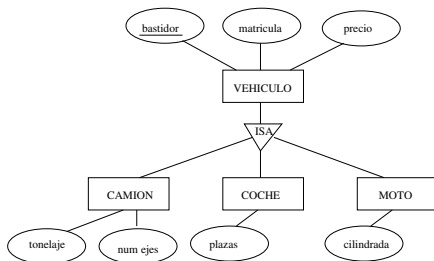 bastidor
matricula
precio
VEHICULO
ISA
CAMION
COCHE
MOTO
tonelaje
num ejes
plazas
cilindrada